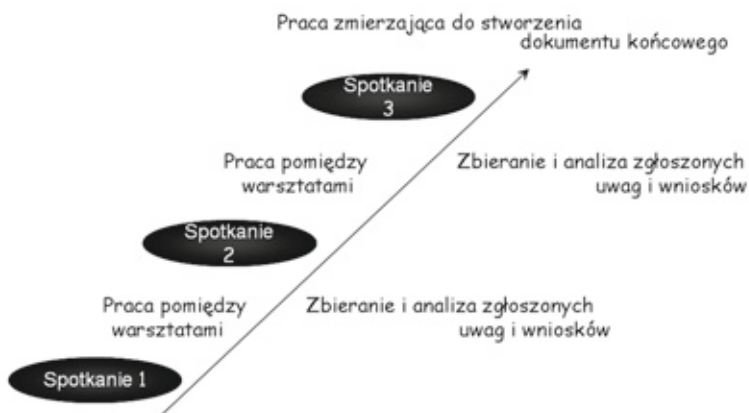 Praca zmierzająca do stworzenia
dokumentu końcowego
Spotkanie
3
Praca pomiędzy
warsztatami
Zbieranie i analiza zgłoszonych
uwag i wniosków
Spotkanie
2
Praca pomiędzy
warsztatami
Zbieranie i analiza zgłoszonych
uwag i wniosków
Spotkanie 1